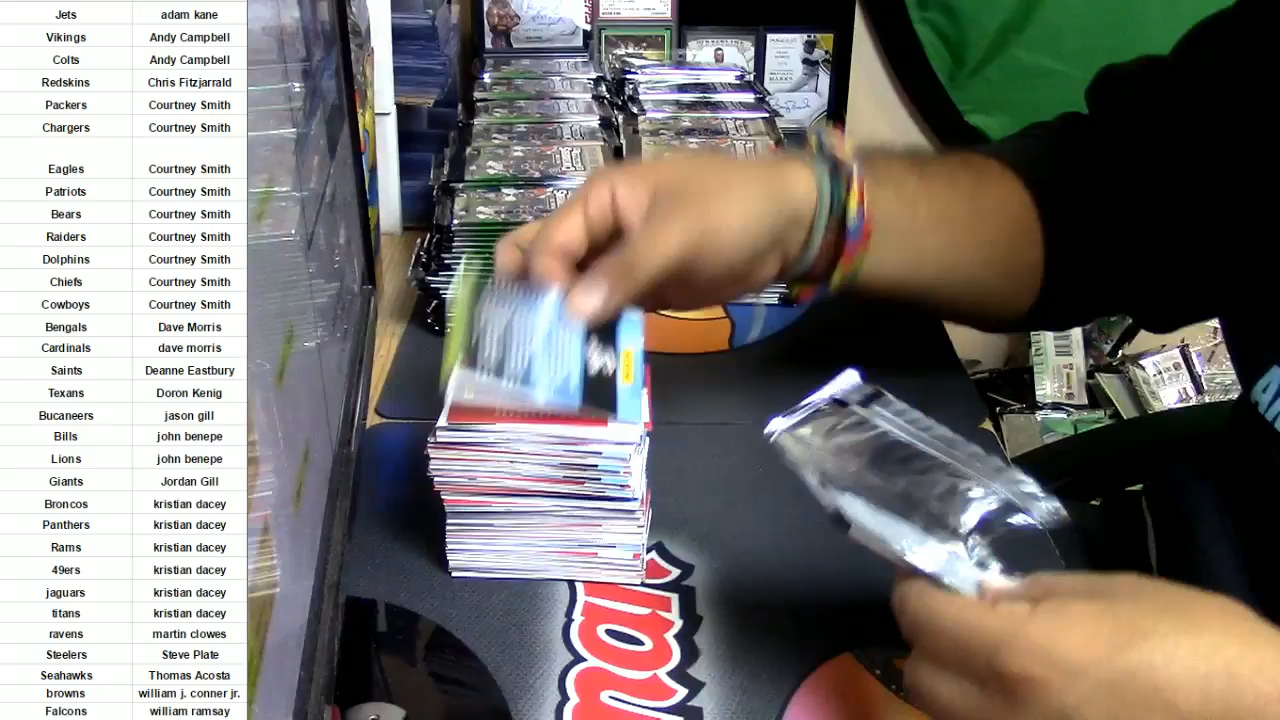 Jets adam kane
Vikings Andy Campbell
Colts Andy Campbell
Redskins Chris Fitzjarrald
Packers Courtney Smith
Chargers Courtney Smith
Eagles Courtney Smith
Patriots Courtney Smith
Bears Courtney Smith
Raiders Courtney Smith
Dolphins Courtney Smith
Chiefs Courtney Smith
Cowboys Courtney Smith
Bengals Dave Morris
Cardinals dave morris
Saints Deanne Eastbury
Texans Doron Kenig
Bucaneers jason gill
Bills john benepe
Lions john benepe
Giants Jordan Gill
Broncos kristian dacey
Panthers kristian dacey
Rams kristian dacey
49ers kristian dacey
jaguars kristian dacey
titans kristian dacey
ravens martin clowes
Steelers Steve Plate
Seahawks Thomas Acosta
browns william j. conner jr.
Falcons william ramsay